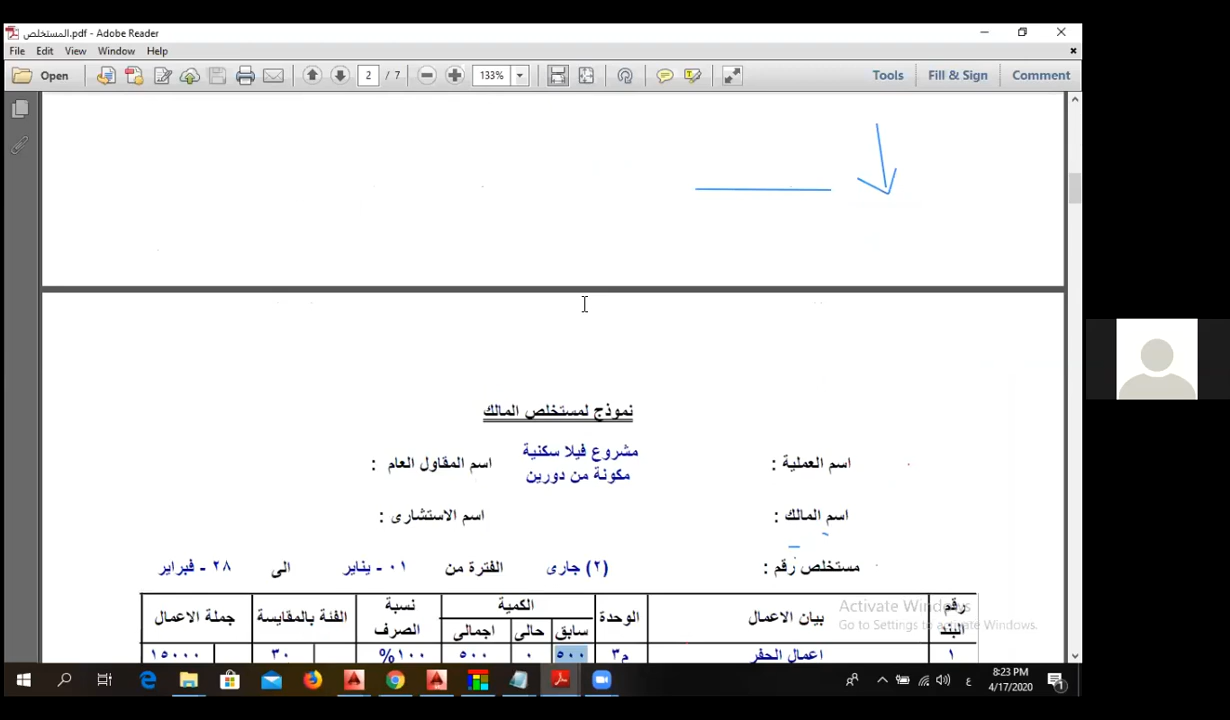 المستخلص.pdf - Adobe Reader
File Edit View Window Help
Open 2 / 7 133% Tools Fill & Sign Comment
نموذج لمستخلص المالك
اسم العملية : مشروع فيلا سكنية اسم المقاول العام :
مكونة من دورين
اسم المالك : اسم الاستشارى :
مستخلص رقم : (٢) جارى الفترة من ٠١ - يناير الى ٢٨ - فبراير
رقم البند بيان الاعمال الوحدة الكمية نسبة الصرف الفئة بالمقايسة جملة الاعمال
سابق حالى اجمالى
١ اعمال الحفر م٣ ٥٠٠ ٠ ٥٠٠ ١٠٠% ٣٠ ١٥٠٠٠
Activate Windows
Go to Settings to activate Windows.
ع 8:23 PM
4/17/2020